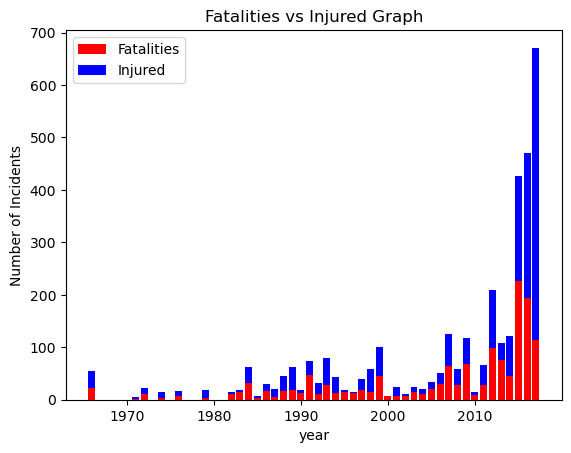 Fatalities vs Injured Graph
Fatalities
Injured
Number of Incidents
700
600
500
400
300
200
100
0
1970
1980
1990
2000
2010
year